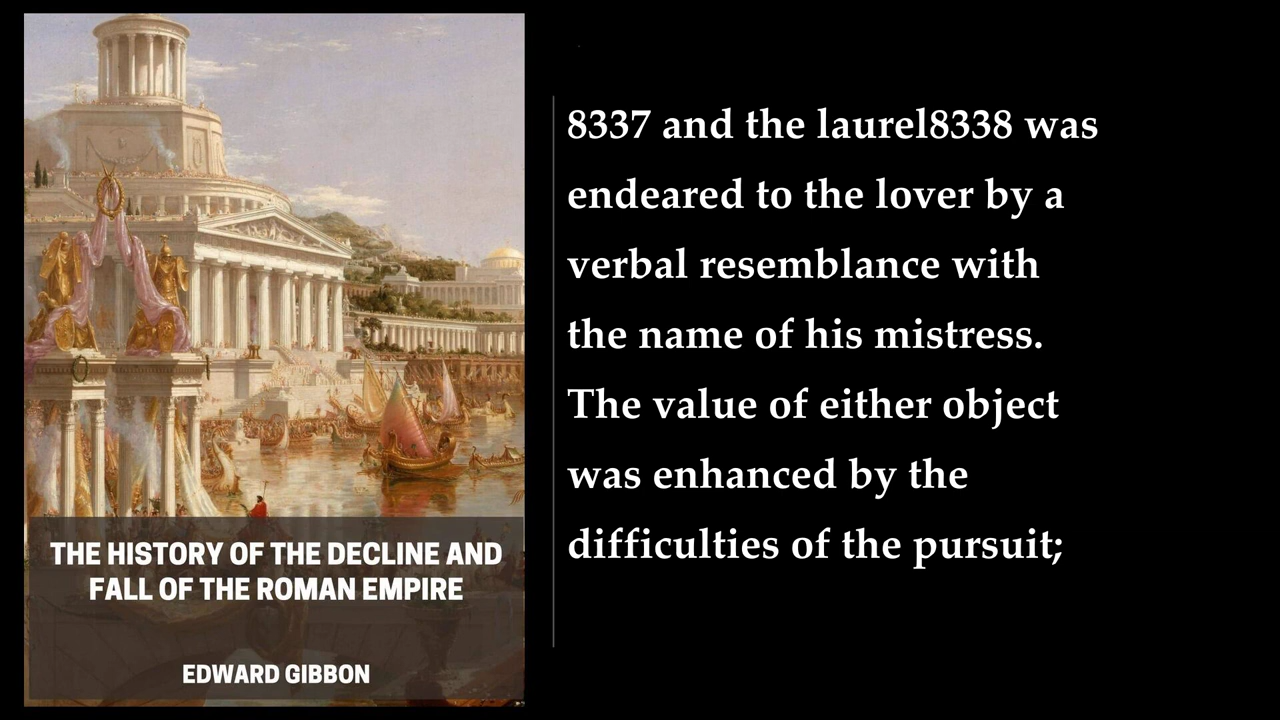 THE HISTORY OF THE DECLINE AND
FALL OF THE ROMAN EMPIRE
EDWARD GIBBON
8337 and the laurel8338 was
endeared to the lover by a
verbal resemblance with
the name of his mistress.
The value of either object
was enhanced by the
difficulties of the pursuit;